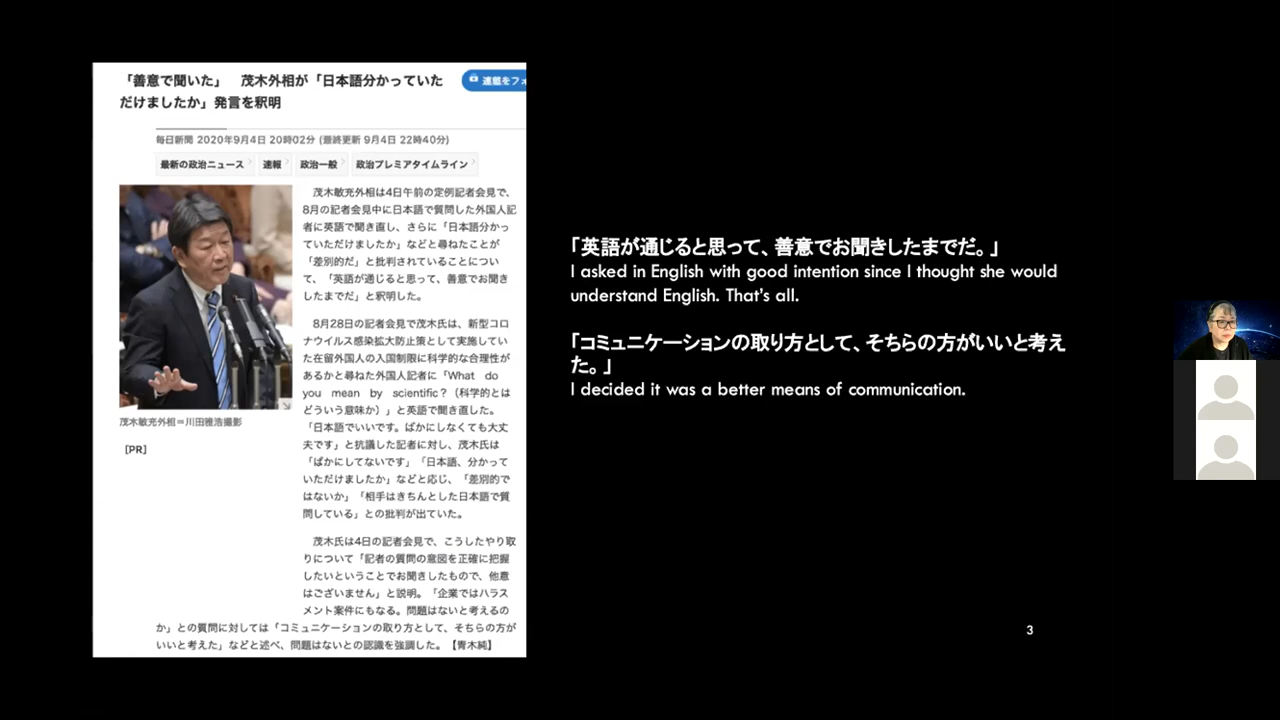 「善意で聞いた」　茂木外相が「日本語分かっていた
だけましたか」発言を釈明
連載をフォ
毎日新聞 2020年9月4日 20時02分 (最終更新 9月4日 22時40分)
最新の政治ニュース
速報
政治一般
政治プレミアタイムライン
茂木敏充外相は4日午前の定例記者会見で、
8月の記者会見中に日本語で質問した外国人記
者に英語で聞き直し、さらに「日本語分かっ
ていただけましたか」などと尋ねたことが
「差別的だ」と批判されていることについ
て、「英語が通じると思って、善意でお聞き
したまでだ」と釈明した。
8月28日の記者会見で茂木氏は、新型コロ
ナウイルス感染拡大防止策として実施してい
た在留外国人の入国制限に科学的な合理性が
あるかと尋ねた外国人記者に「What do
you mean by scientific？（科学的とは
どういう意味か）」と英語で聞き直した。
「日本語でいいです。ばかにしなくても大丈
夫です」と抗議した記者に対し、茂木氏は
「ばかにしてないです」「日本語、分かって
いただけましたか」などと応じ、「差別的で
はないか」「相手はきちんとした日本語で質
問している」との批判が出ていた。
茂木氏は4日の記者会見で、こうしたやり取
りについて「記者の質問の意図を正確に把握
したいということでお聞きしたもので、他意
はございません」と説明。「企業ではハラス
メント案件にもなる。問題はないと考えるの
か」との質問に対しては「コミュニケーションの取り方として、そちらの方が
いいと考えた」などと述べ、問題はないとの認識を強調した。【青木純】
茂木敏充外相＝川田雅浩撮影
[PR]
「英語が通じると思って、善意でお聞きしたまでだ。」
I asked in English with good intention since I thought she would
understand English. That's all.
「コミュニケーションの取り方として、そちらの方がいいと考え
た。」
I decided it was a better means of communication.
3